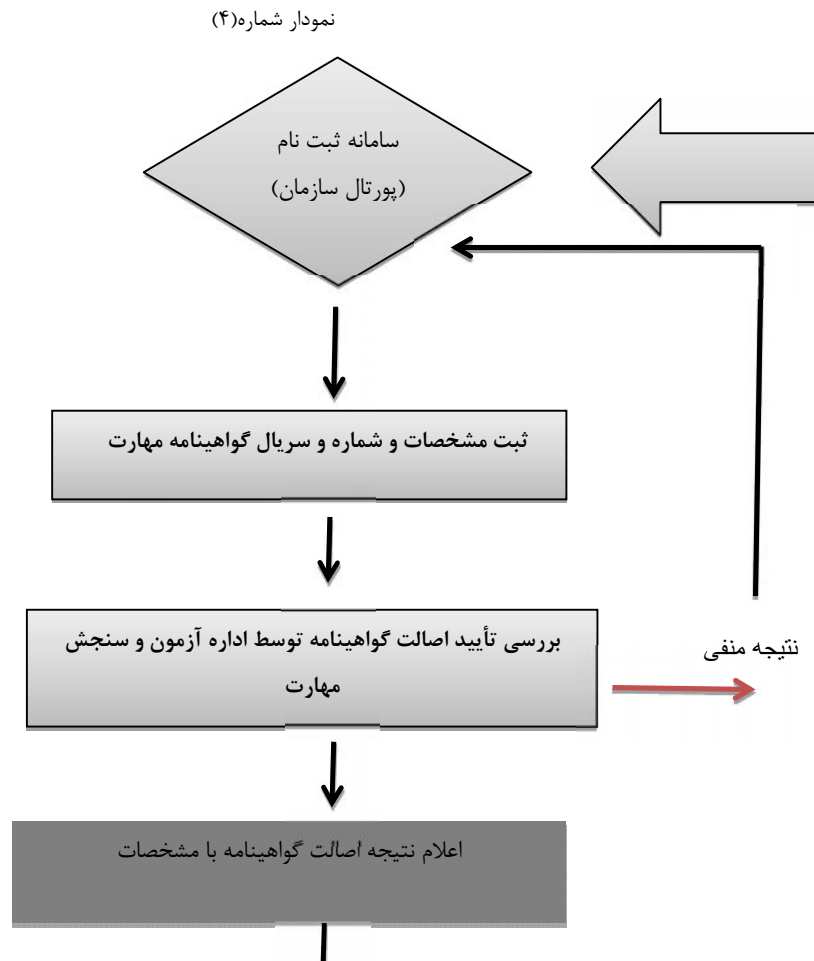 نمودار شماره(۴)
سامانه ثبت نام
(پورتال سازمان)
ثبت مشخصات و شماره و سریال گواهینامه مهارت
بررسی تأیید اصالت گواهینامه توسط اداره آزمون و سنجش
مهارت
نتیجه منفی
اعلام نتیجه اصالت گواهینامه با مشخصات